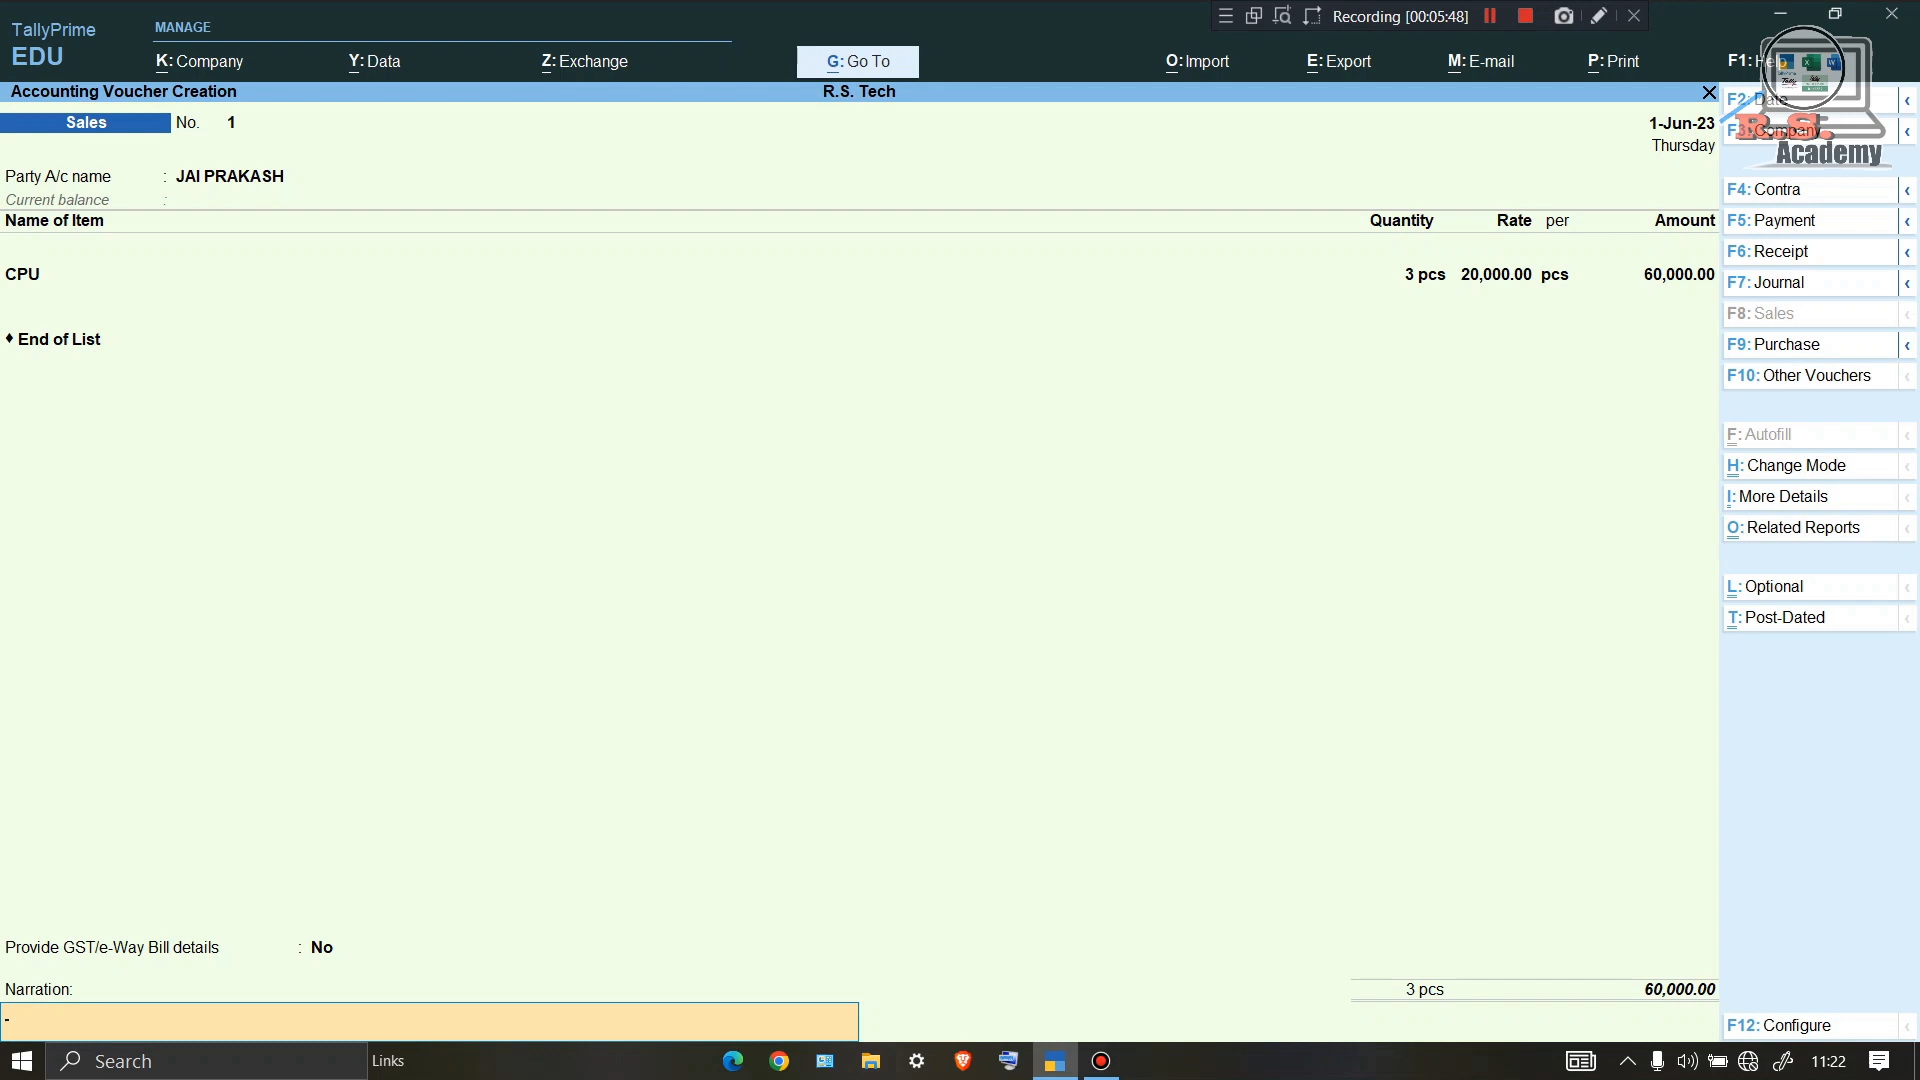 TallyPrime
EDU
MANAGE
K: Company
Y: Data
Z: Exchange
G: Go To
O: Import
E: Export
M: E-mail
P: Print
F1: Help
Recording [00:05:48]
Accounting Voucher Creation
R.S. Tech
Sales No. 1
1-Jun-23
Thursday
Party A/c name : JAI PRAKASH
Current balance :
Name of Item Quantity Rate per Amount
CPU 3 pcs 20,000.00 pcs 60,000.00
♦ End of List
Provide GST/e-Way Bill details : No
Narration:
3 pcs 60,000.00
F2: Date
F3: Company
R.S.
Academy
F4: Contra
F5: Payment
F6: Receipt
F7: Journal
F8: Sales
F9: Purchase
F10: Other Vouchers
F: Autofill
H: Change Mode
I: More Details
O: Related Reports
L: Optional
T: Post-Dated
F12: Configure
Search
Links
11:22